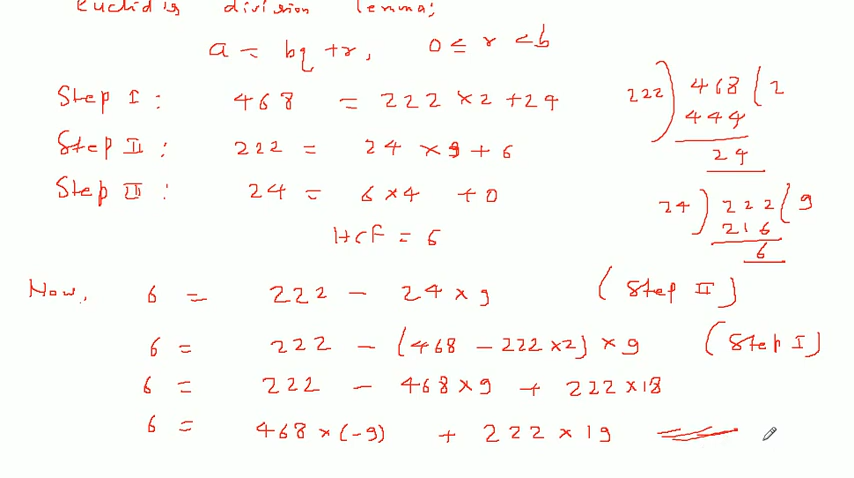 Euclid's division lemma;
a = bq + r, 0 ≤ r < b
Step I : 468 = 222 × 2 + 24
Step II : 222 = 24 × 9 + 6
Step III : 24 = 6 × 4 + 0
HCF = 6
222 ) 468 ( 2
444
24
24 ) 222 ( 9
216
6
Now, 6 = 222 - 24 × 9 (Step II)
6 = 222 - (468 - 222 × 2) × 9 (Step I)
6 = 222 - 468 × 9 + 222 × 18
6 = 468 × (-9) + 222 × 19